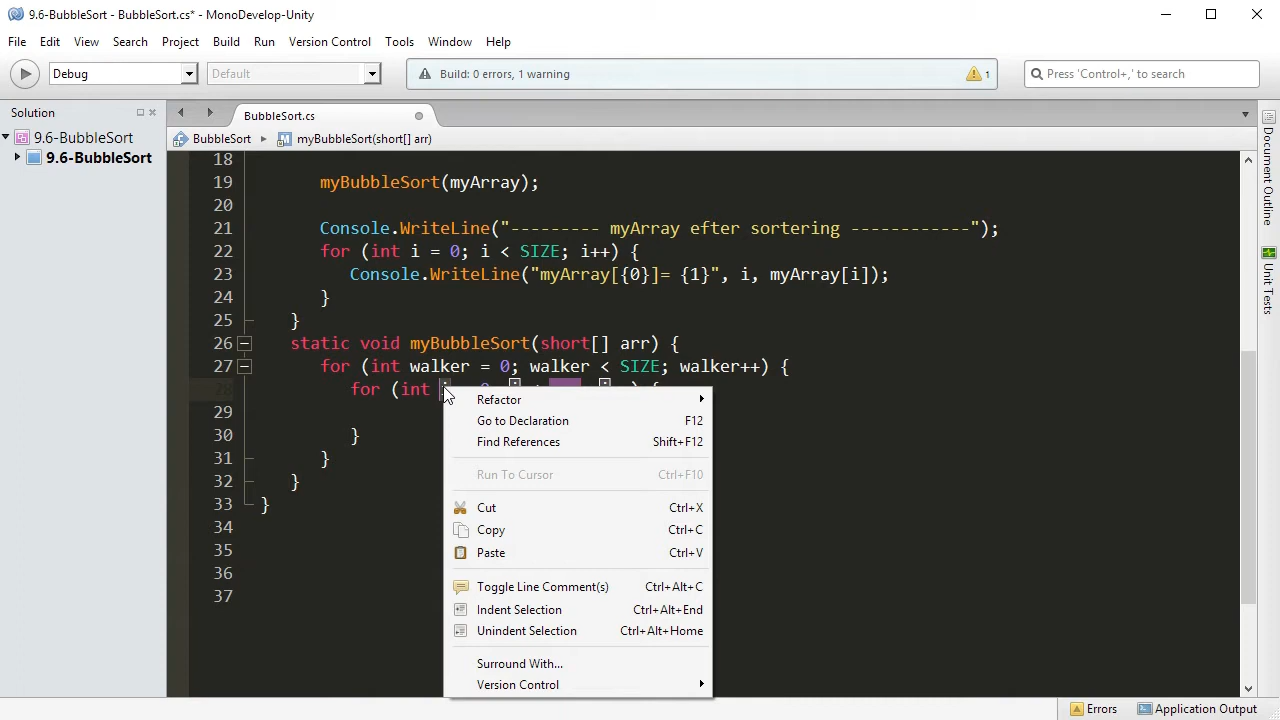 9.6-BubbleSort - BubbleSort.cs* - MonoDevelop-Unity
File Edit View Search Project Build Run Version Control Tools Window Help
Debug Default Build: 0 errors, 1 warning 1 Press 'Control+,' to search
Solution BubbleSort.cs
9.6-BubbleSort BubbleSort myBubbleSort(short[] arr)
9.6-BubbleSort
18
19 myBubbleSort(myArray);
20
21 Console.WriteLine("--------- myArray efter sortering ------------");
22 for (int i = 0; i < SIZE; i++) {
23 Console.WriteLine("myArray[{0}]= {1}", i, myArray[i]);
24 }
25 }
26 static void myBubbleSort(short[] arr) {
27 for (int walker = 0; walker < SIZE; walker++) {
28 for (int i
29
30 }
31 }
32 }
33 }
34
35
36
37
Refactor
Go to Declaration F12
Find References Shift+F12
Run To Cursor Ctrl+F10
Cut Ctrl+X
Copy Ctrl+C
Paste Ctrl+V
Toggle Line Comment(s) Ctrl+Alt+C
Indent Selection Ctrl+Alt+End
Unindent Selection Ctrl+Alt+Home
Surround With...
Version Control
Document Outline
Unit Tests
Errors Application Output